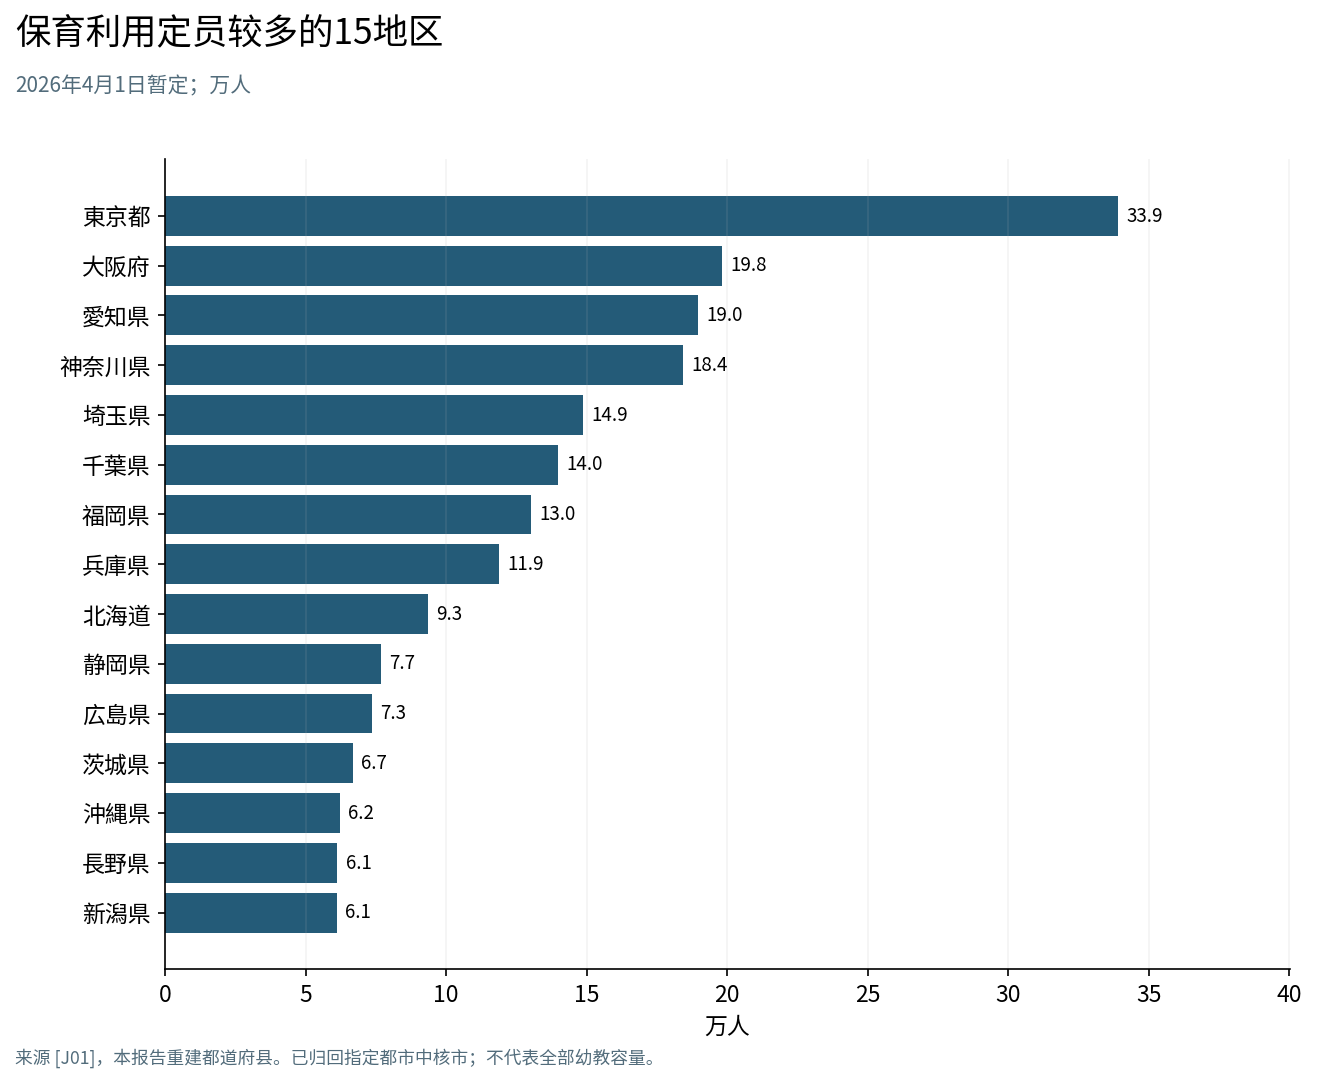 保育利用定员较多的15地区
2026年4月1日暂定；万人
東京都 33.9
大阪府 19.8
愛知県 19.0
神奈川県 18.4
埼玉県 14.9
千葉県 14.0
福岡県 13.0
兵庫県 11.9
北海道 9.3
静岡県 7.7
広島県 7.3
茨城県 6.7
沖縄県 6.2
長野県 6.1
新潟県 6.1
0 5 10 15 20 25 30 35 40
万人
来源 [J01]，本报告重建都道府县。已归回指定都市中核市；不代表全部幼教容量。